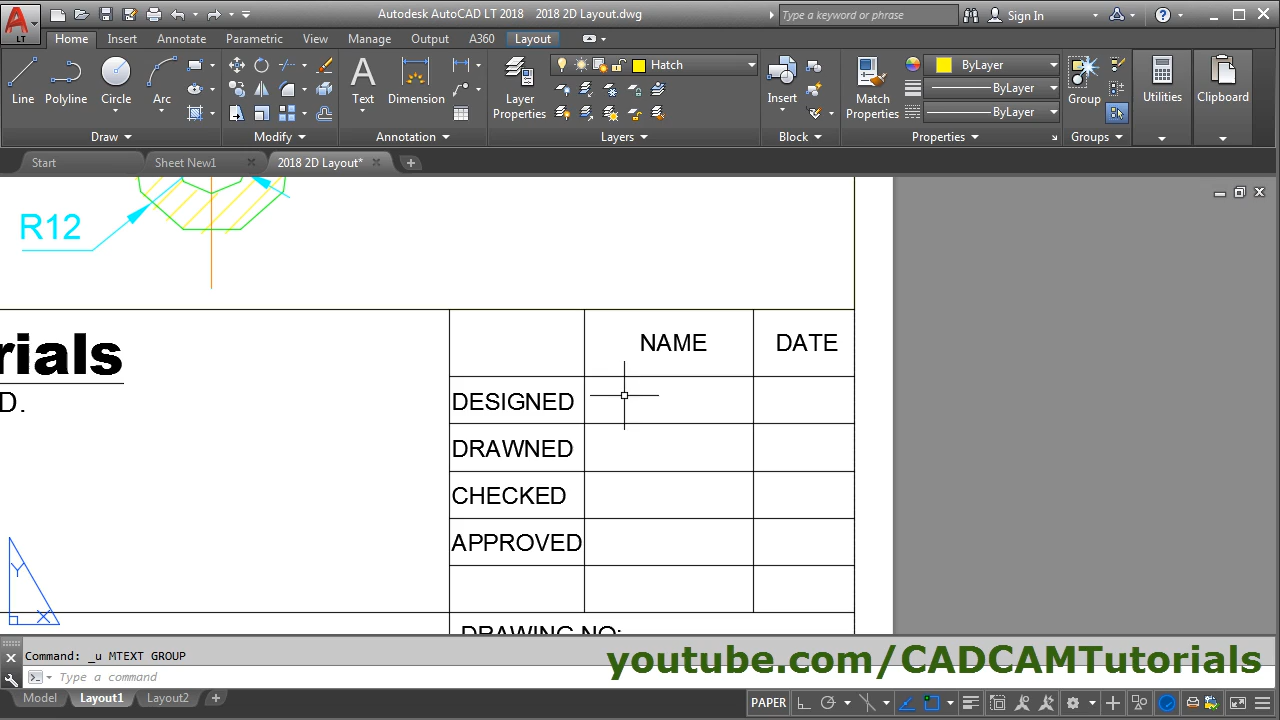 Autodesk AutoCAD LT 2018 2018 2D Layout.dwg
Type a keyword or phrase
Sign In
LT
Home Insert Annotate Parametric View Manage Output A360 Layout
Line Polyline Circle Arc
Text Dimension
Layer Properties
Hatch
Insert
Match Properties
ByLayer
ByLayer
ByLayer
Group
Utilities
Clipboard
Draw Modify Annotation Layers Block Properties Groups
Start Sheet New1 2018 2D Layout*
R12
rials
D.
NAME DATE
DESIGNED
DRAWNED
CHECKED
APPROVED
DRAWING NO:
Y
X
Command: _u MTEXT GROUP
Type a command
youtube.com/CADCAMTutorials
Model Layout1 Layout2
PAPER